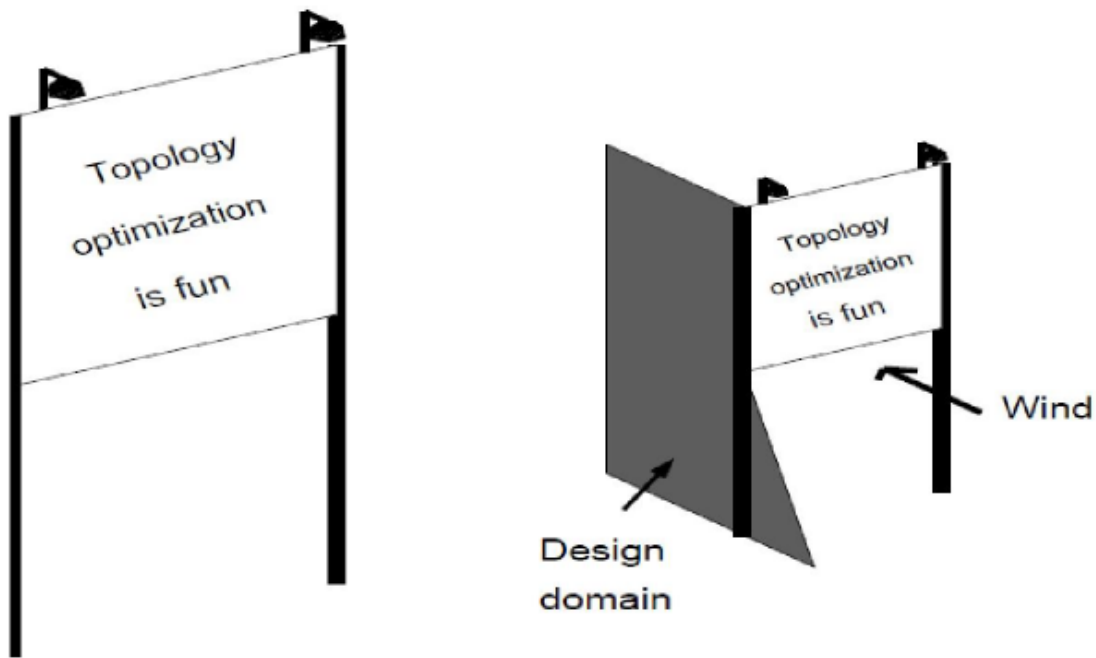 Topology
optimization
is fun
Topology
optimization
is fun
Wind
Design
domain